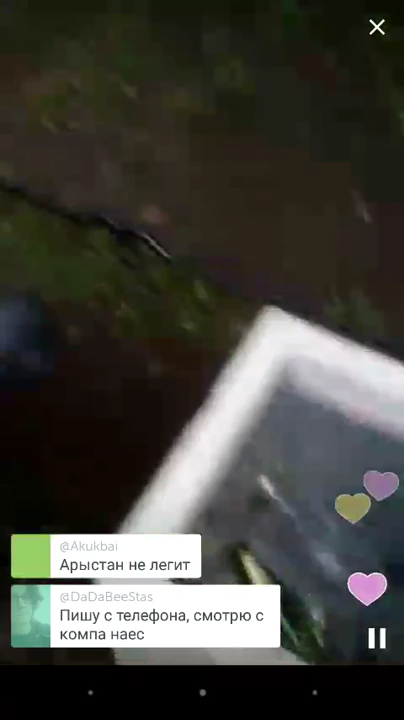 @Akukbai
Арыстан не легит
@DaDaBeeStas
Пишу с телефона, смотрю с
компа наес